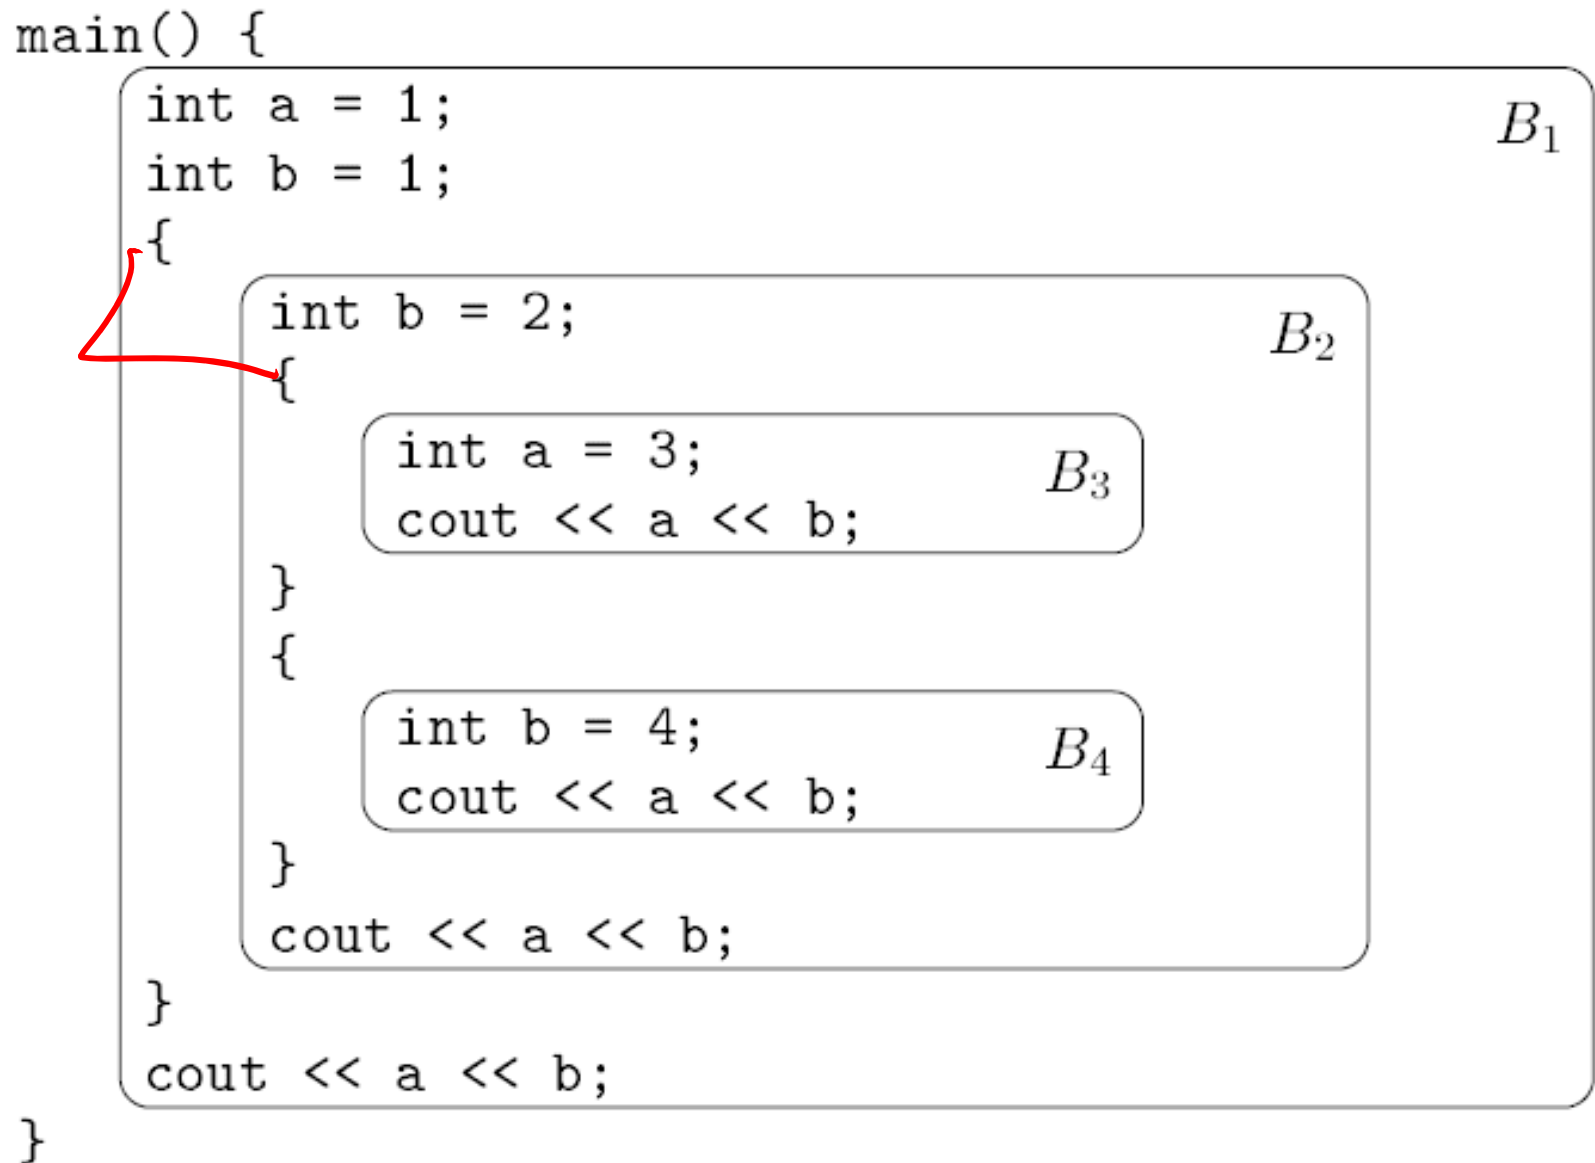 main() {
int a = 1; B₁
int b = 1;
{
int b = 2; B₂
{
int a = 3; B₃
cout << a << b;
}
{
int b = 4; B₄
cout << a << b;
}
cout << a << b;
}
cout << a << b;
}